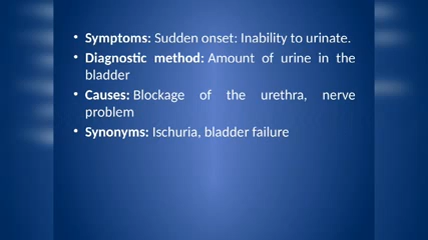 • Symptoms: Sudden onset: Inability to urinate.
• Diagnostic method: Amount of urine in the
bladder
• Causes: Blockage of the urethra, nerve
problem
• Synonyms: Ischuria, bladder failure